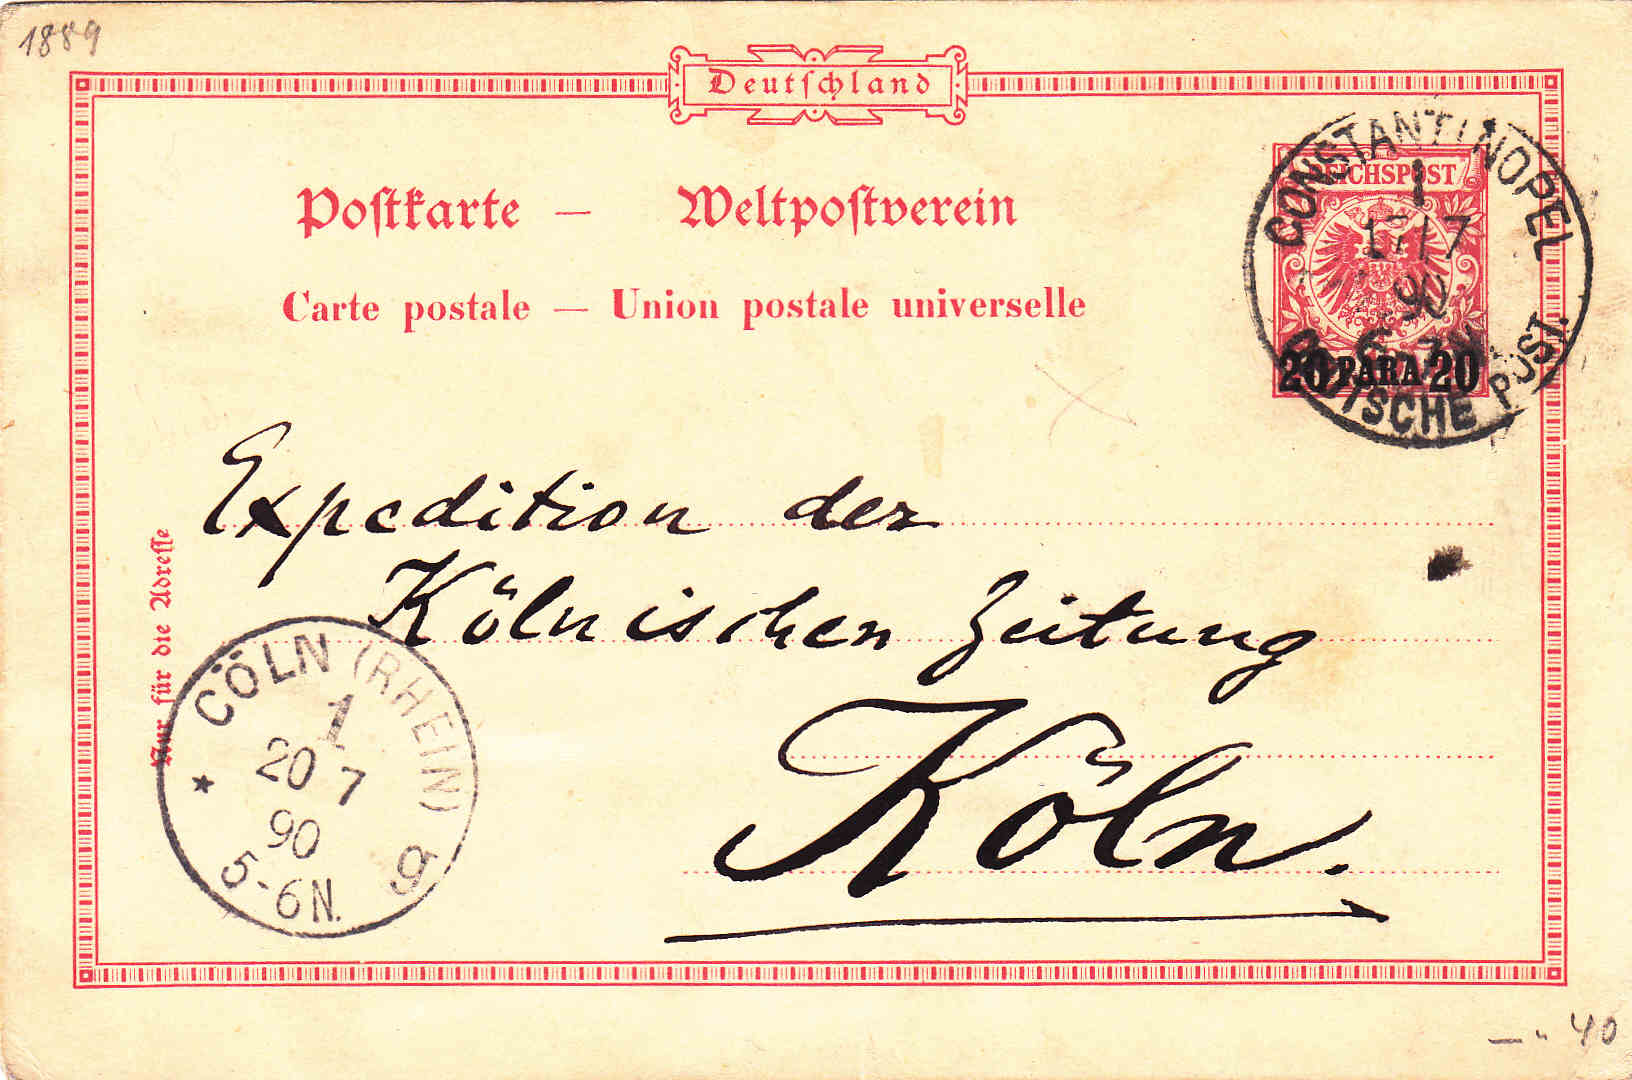 1889
Deutschland
Postkarte — Weltpostverein
Carte postale — Union postale universelle
REICHSPOST
20 PARA 20
CONSTANTINOPEL
1
17/7
90
DEUTSCHE POST.
Expedition der
Kölnischen Zeitung
Köln.
Nur für die Adresse
CÖLN (RHEIN)
1
20 7
90
5-6N.
g
— " 40